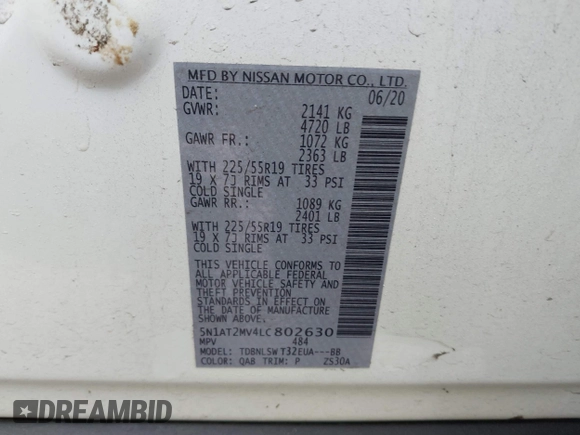 MFD BY NISSAN MOTOR CO., LTD.
DATE: 06/20
GVWR: 2141 KG
4720 LB
GAWR FR.: 1072 KG
2363 LB
WITH 225/55R19 TIRES
19 X 7J RIMS AT 33 PSI
COLD SINGLE
GAWR RR.: 1089 KG
2401 LB
WITH 225/55R19 TIRES
19 X 7J RIMS AT 33 PSI
COLD SINGLE
THIS VEHICLE CONFORMS TO
ALL APPLICABLE FEDERAL
MOTOR VEHICLE SAFETY AND
THEFT PREVENTION
STANDARDS IN EFFECT ON
THE DATE OF MANUFACTURE
SHOWN ABOVE.
5N1AT2MV4LC802630
MPV 484
MODEL: TDBNLSW T32EUA---BB
COLOR: QAB TRIM: P ZS30A
DREAMBID